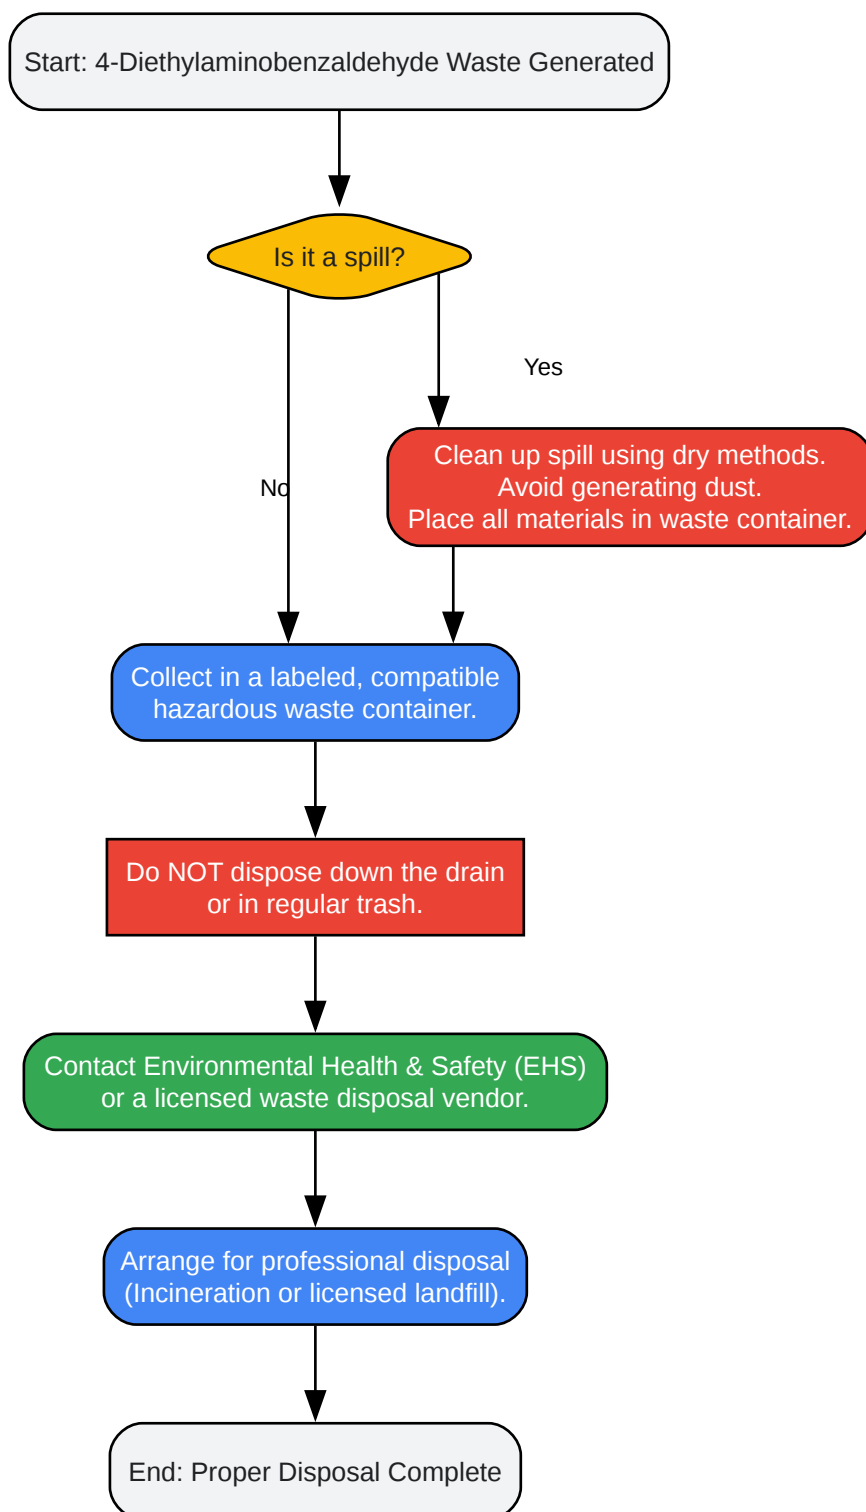 Start: 4-Diethylaminobenzaldehyde Waste Generated
Is it a spill?
Yes
Clean up spill using dry methods.
Avoid generating dust.
Place all materials in waste container.
No
Collect in a labeled, compatible
hazardous waste container.
Do NOT dispose down the drain
or in regular trash.
Contact Environmental Health & Safety (EHS)
or a licensed waste disposal vendor.
Arrange for professional disposal
(Incineration or licensed landfill).
End: Proper Disposal Complete